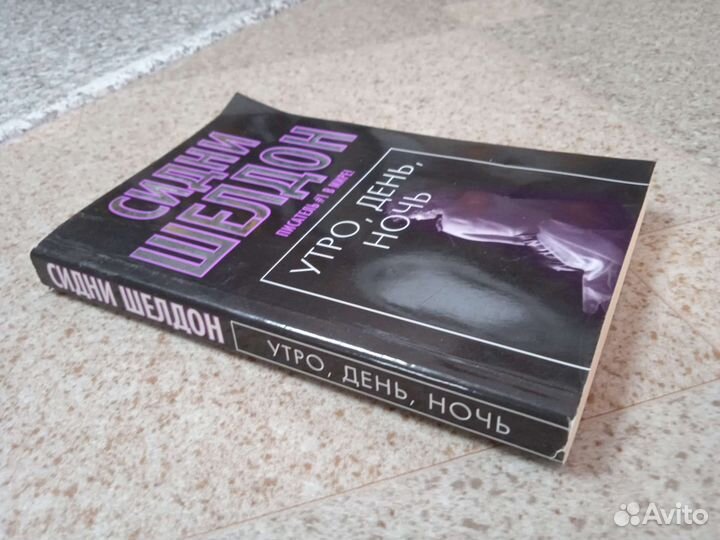 СИДНИ
ШЕЛДОН
ПИСАТЕЛЬ #1 В МИРЕ!
УТРО, ДЕНЬ,
НОЧЬ
СИДНИ ШЕЛДОН
УТРО, ДЕНЬ, НОЧЬ
Avito